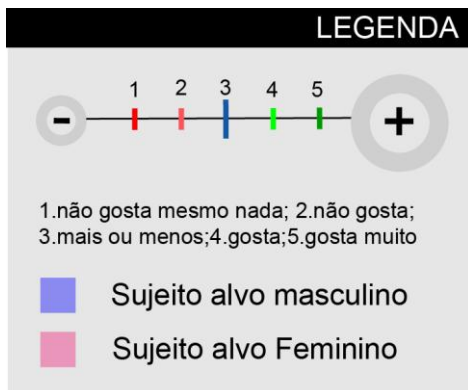 LEGENDA
1 2 3 4 5
- +
1.não gosta mesmo nada; 2.não gosta;
3.mais ou menos;4.gosta;5.gosta muito
Sujeito alvo masculino
Sujeito alvo Feminino